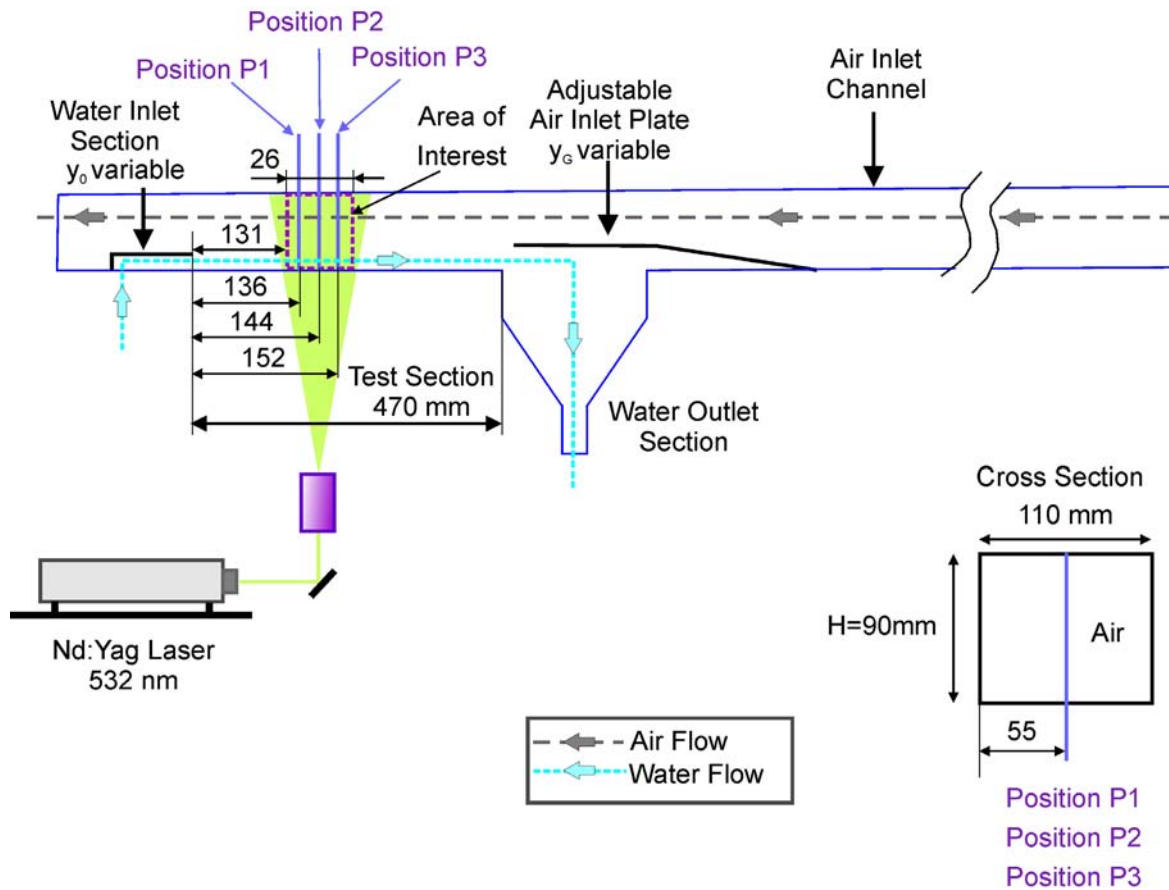 Position P2
Position P1
Position P3
Water Inlet
Section
y₀ variable
26
Area of
Interest
Adjustable
Air Inlet Plate
y_G variable
Air Inlet
Channel
131
136
144
152
Test Section
470 mm
Water Outlet
Section
Nd:Yag Laser
532 nm
Air Flow
Water Flow
Cross Section
110 mm
H=90mm
Air
55
Position P1
Position P2
Position P3